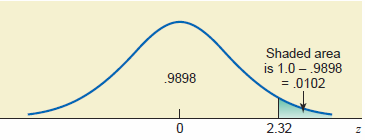 Shaded area
is 1.0 – .9898
= .0102
.9898
0
2.32
z